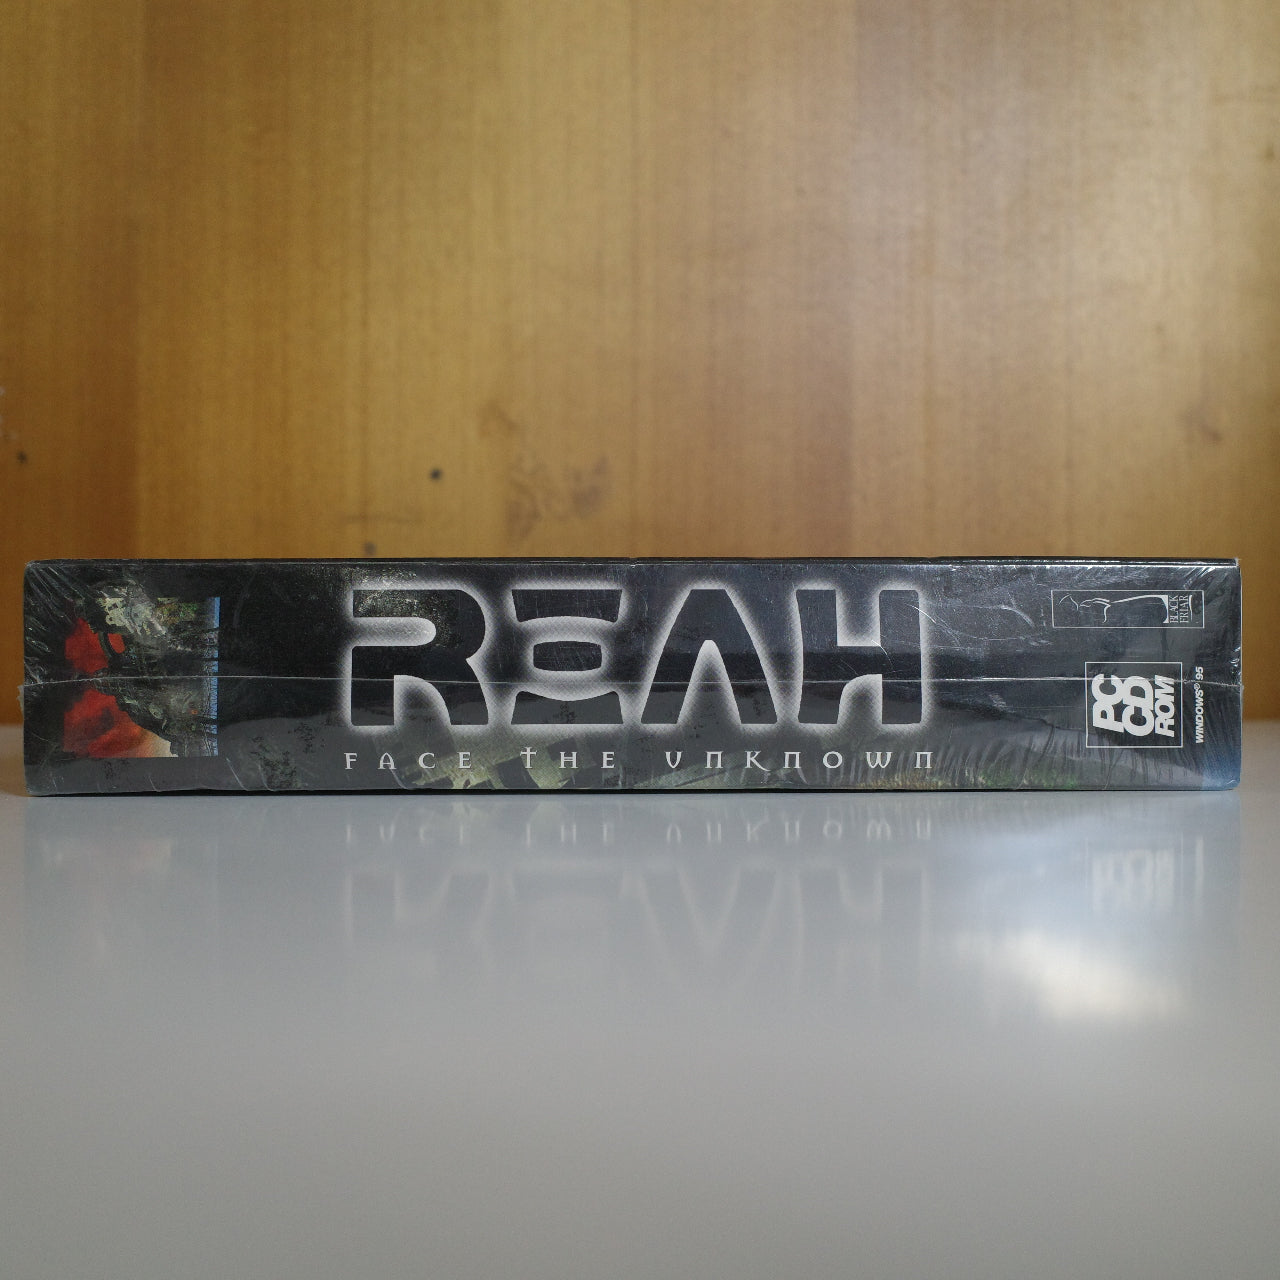 REAH
FACE THE UNKNOWN
BLACK
FRIAR
PC
CD
ROM
WINDOWS® 95